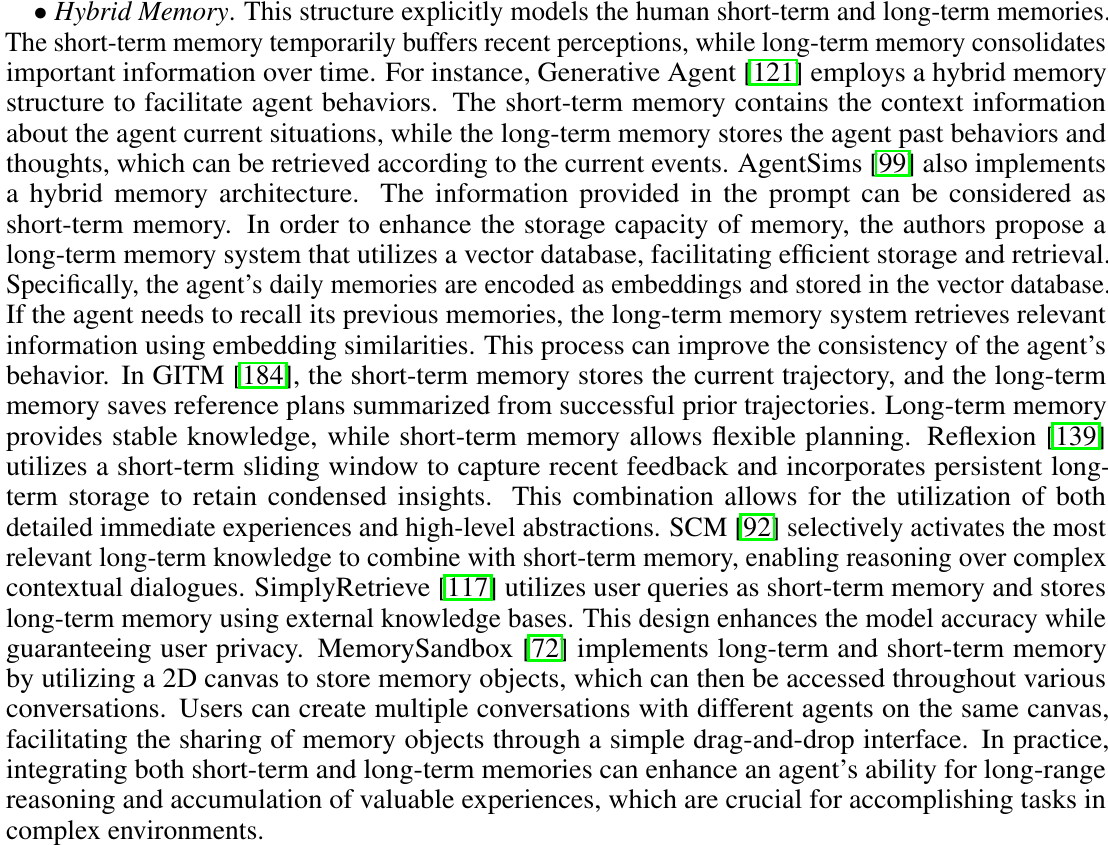 • Hybrid Memory. This structure explicitly models the human short-term and long-term memories.
The short-term memory temporarily buffers recent perceptions, while long-term memory consolidates
important information over time. For instance, Generative Agent [121] employs a hybrid memory
structure to facilitate agent behaviors. The short-term memory contains the context information
about the agent current situations, while the long-term memory stores the agent past behaviors and
thoughts, which can be retrieved according to the current events. AgentSims [99] also implements
a hybrid memory architecture. The information provided in the prompt can be considered as
short-term memory. In order to enhance the storage capacity of memory, the authors propose a
long-term memory system that utilizes a vector database, facilitating efficient storage and retrieval.
Specifically, the agent's daily memories are encoded as embeddings and stored in the vector database.
If the agent needs to recall its previous memories, the long-term memory system retrieves relevant
information using embedding similarities. This process can improve the consistency of the agent's
behavior. In GITM [184], the short-term memory stores the current trajectory, and the long-term
memory saves reference plans summarized from successful prior trajectories. Long-term memory
provides stable knowledge, while short-term memory allows flexible planning. Reflexion [139]
utilizes a short-term sliding window to capture recent feedback and incorporates persistent long-
term storage to retain condensed insights. This combination allows for the utilization of both
detailed immediate experiences and high-level abstractions. SCM [92] selectively activates the most
relevant long-term knowledge to combine with short-term memory, enabling reasoning over complex
contextual dialogues. SimplyRetrieve [117] utilizes user queries as short-term memory and stores
long-term memory using external knowledge bases. This design enhances the model accuracy while
guaranteeing user privacy. MemorySandbox [72] implements long-term and short-term memory
by utilizing a 2D canvas to store memory objects, which can then be accessed throughout various
conversations. Users can create multiple conversations with different agents on the same canvas,
facilitating the sharing of memory objects through a simple drag-and-drop interface. In practice,
integrating both short-term and long-term memories can enhance an agent's ability for long-range
reasoning and accumulation of valuable experiences, which are crucial for accomplishing tasks in
complex environments.